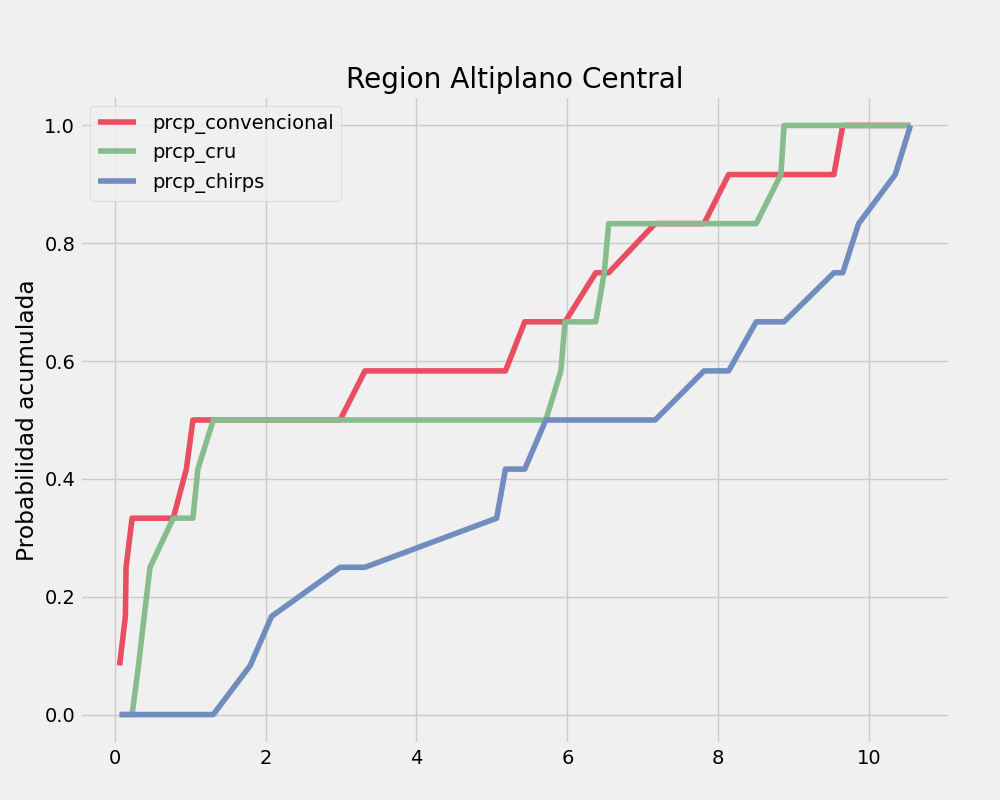 Region Altiplano Central
prcp_convencional
prcp_cru
prcp_chirps
Probabilidad acumulada
1.0
0.8
0.6
0.4
0.2
0.0
0 2 4 6 8 10